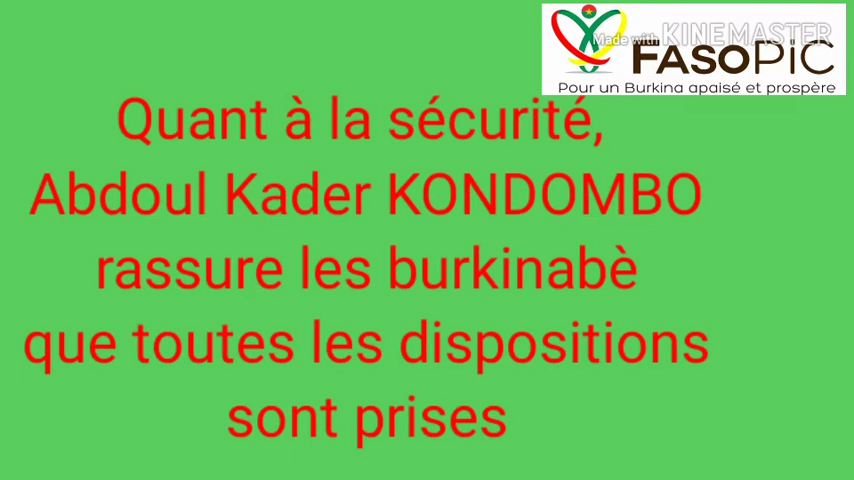 Made with KINEMASTER
FASOPIC
Pour un Burkina apaisé et prospère
Quant à la sécurité,
Abdoul Kader KONDOMBO
rassure les burkinabè
que toutes les dispositions
sont prises